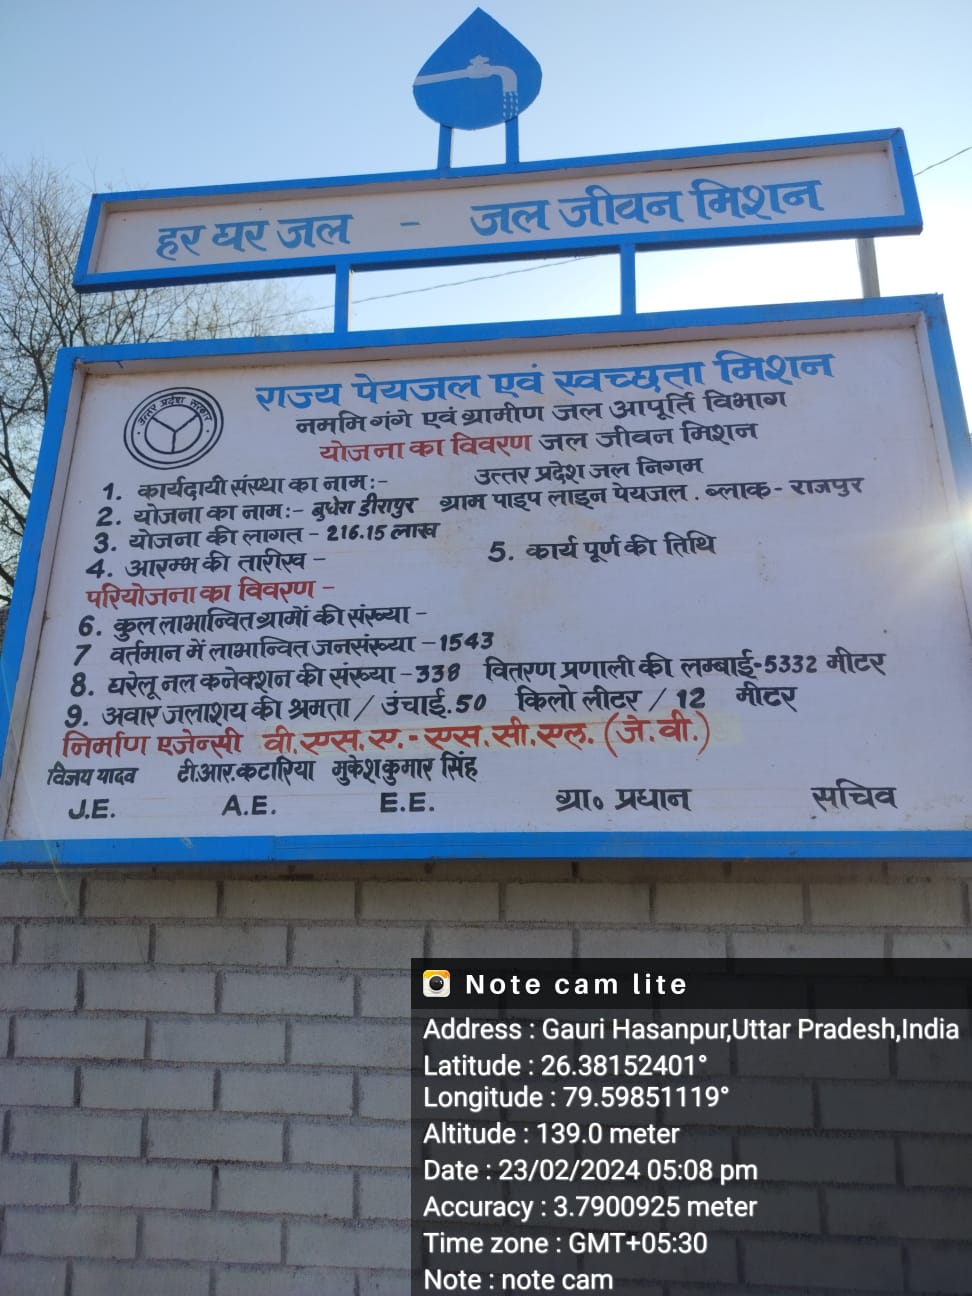 हर घर जल - जल जीवन मिशन
उत्तर प्रदेश सरकार
राज्य पेयजल एवं स्वच्छता मिशन
नमामि गंगे एवं ग्रामीण जल आपूर्ति विभाग
योजना का विवरण जल जीवन मिशन
1. कार्यदायी संस्था का नाम:- उत्तर प्रदेश जल निगम
2. योजना का नाम:- बुधेरा डीरापुर ग्राम पाइप लाइन पेयजल. ब्लाक- राजपुर
3. योजना की लागत - 216.15 लाख
4. आरम्भ की तारीख - 5. कार्य पूर्ण की तिथि
परियोजना का विवरण -
6. कुल लाभान्वित ग्रामों की संख्या -
7 वर्तमान में लाभान्वित जनसंख्या - 1543
8. घरेलू नल कनेक्शन की संख्या - 338 वितरण प्रणाली की लम्बाई-5332 मीटर
9. अवार जलाशय की श्रमता / उंचाई.50 किलो लीटर / 12 मीटर
निर्माण एजेन्सी वी.एस.ए.-एस.सी.एल. (जे.वी.)
विजय यादव टी.आर.कटारिया मुकेश कुमार सिंह
J.E. A.E. E.E. ग्रा० प्रधान सचिव
Note cam lite
Address : Gauri Hasanpur,Uttar Pradesh,India
Latitude : 26.38152401°
Longitude : 79.59851119°
Altitude : 139.0 meter
Date : 23/02/2024 05:08 pm
Accuracy : 3.7900925 meter
Time zone : GMT+05:30
Note : note cam